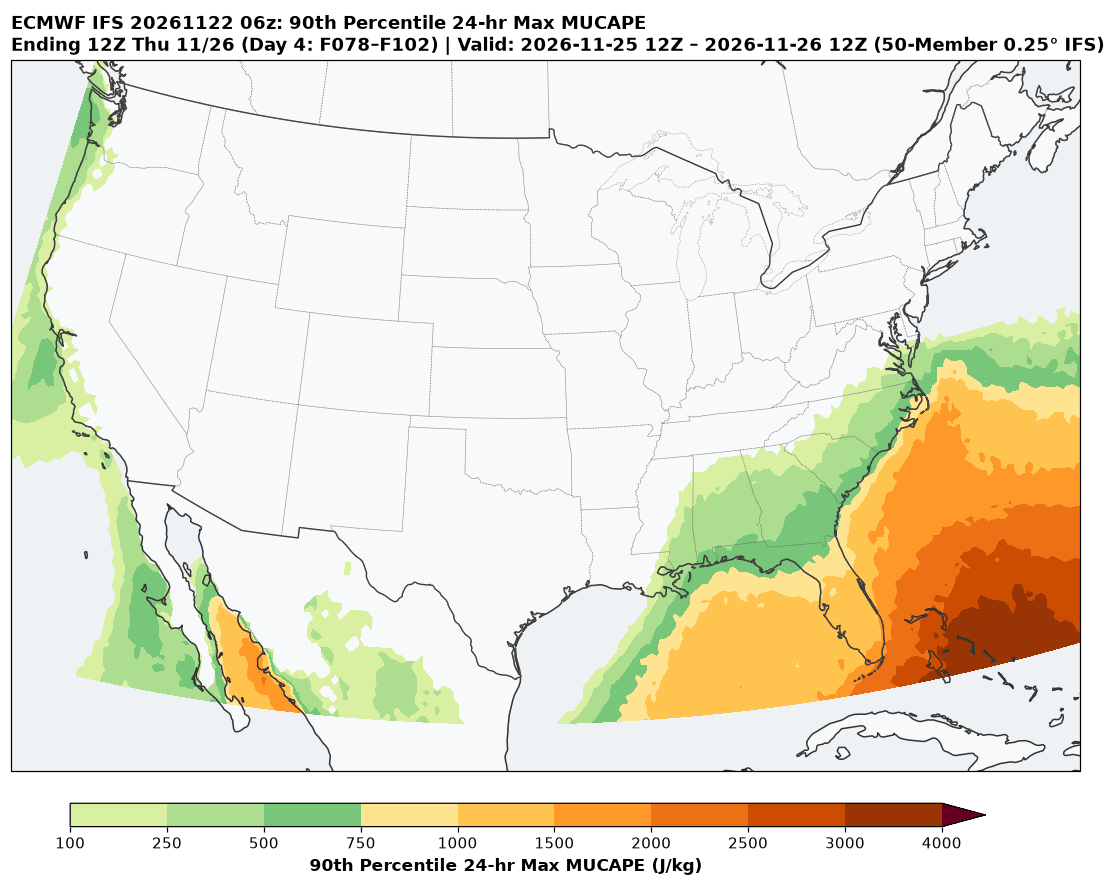 ECMWF IFS 20261122 06z: 90th Percentile 24-hr Max MUCAPE
Ending 12Z Thu 11/26 (Day 4: F078–F102) | Valid: 2026-11-25 12Z – 2026-11-26 12Z (50-Member 0.25° IFS)
100 250 500 750 1000 1500 2000 2500 3000 4000
90th Percentile 24-hr Max MUCAPE (J/kg)